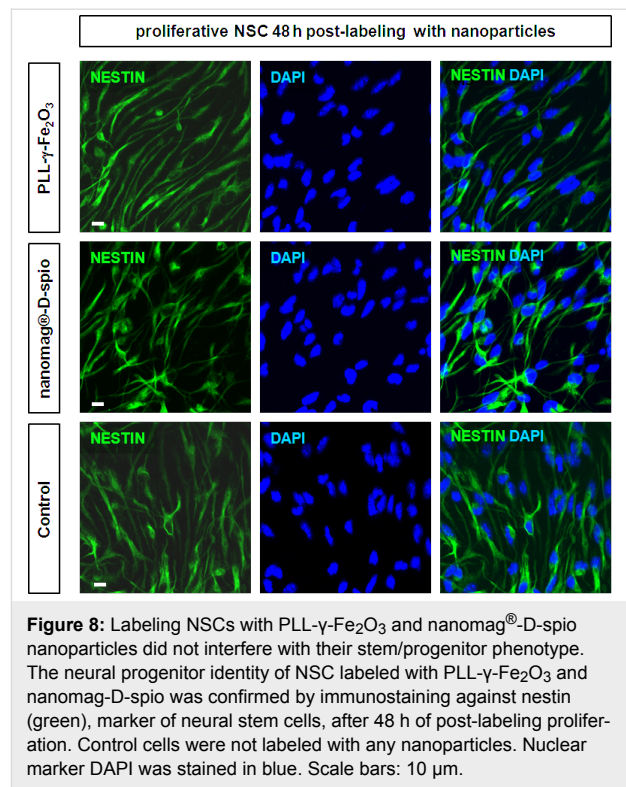 proliferative NSC 48 h post-labeling with nanoparticles
PLL-γ-Fe₂O₃
NESTIN
DAPI
NESTIN DAPI
nanomag®-D-spio
NESTIN
DAPI
NESTIN DAPI
Control
NESTIN
DAPI
NESTIN DAPI
Figure 8: Labeling NSCs with PLL-γ-Fe₂O₃ and nanomag®-D-spio
nanoparticles did not interfere with their stem/progenitor phenotype.
The neural progenitor identity of NSC labeled with PLL-γ-Fe₂O₃ and
nanomag-D-spio was confirmed by immunostaining against nestin
(green), marker of neural stem cells, after 48 h of post-labeling prolifer-
ation. Control cells were not labeled with any nanoparticles. Nuclear
marker DAPI was stained in blue. Scale bars: 10 µm.